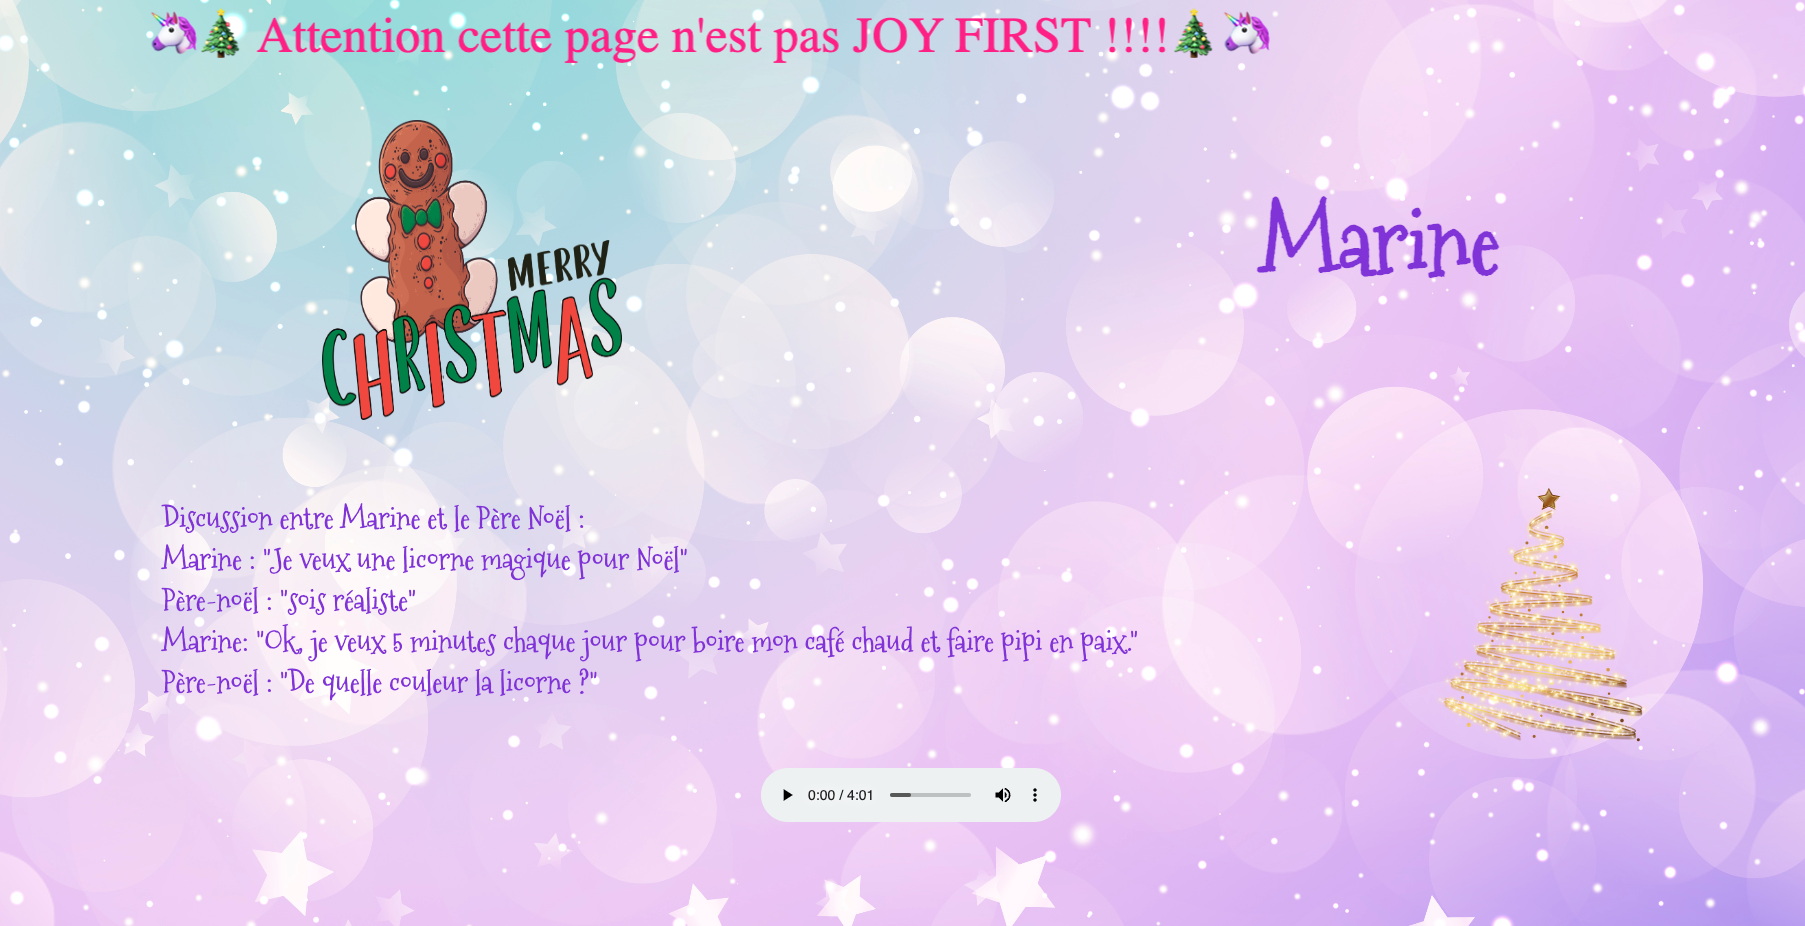 🦄🎄 Attention cette page n'est pas JOY FIRST !!!!🎄🦄
MERRY
CHRISTMAS
Marine
Discussion entre Marine et le Père Noël :
Marine : "Je veux une licorne magique pour Noël"
Père-noël : "sois réaliste"
Marine: "Ok, je veux 5 minutes chaque jour pour boire mon café chaud et faire pipi en paix."
Père-noël : "De quelle couleur la licorne ?"
0:00 / 4:01